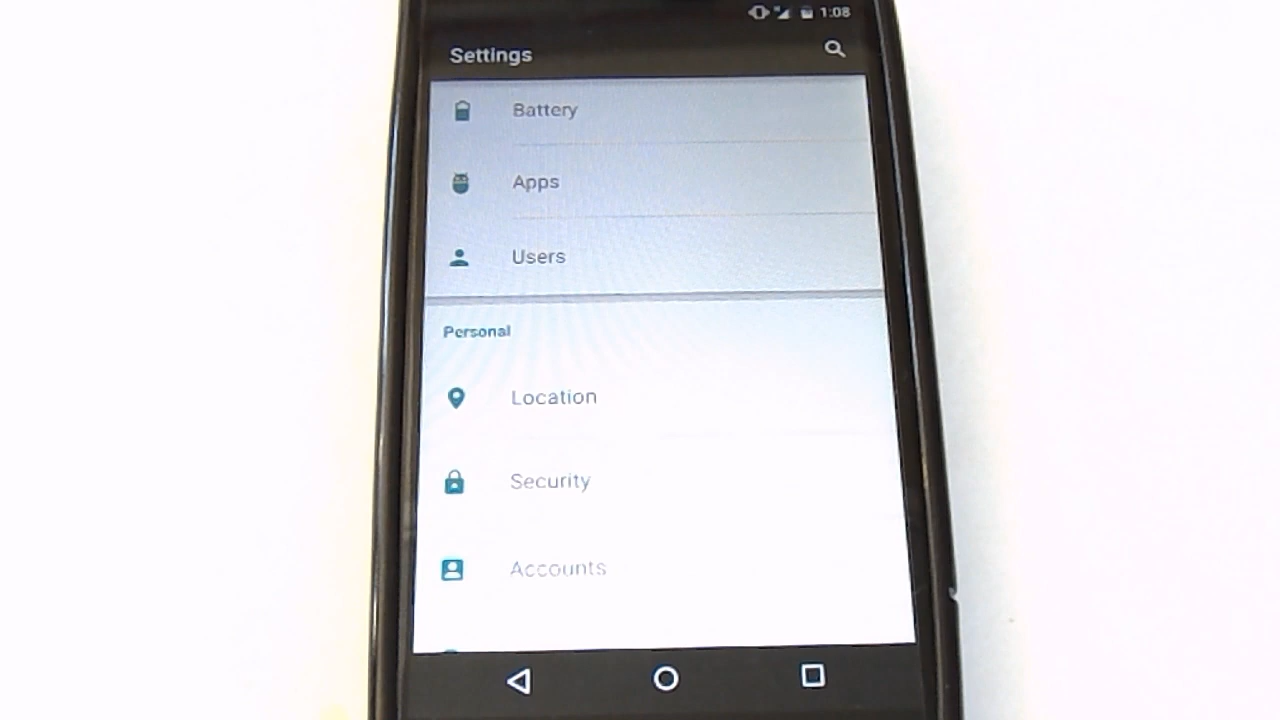 1:08
Settings
Battery
Apps
Users
Personal
Location
Security
Accounts